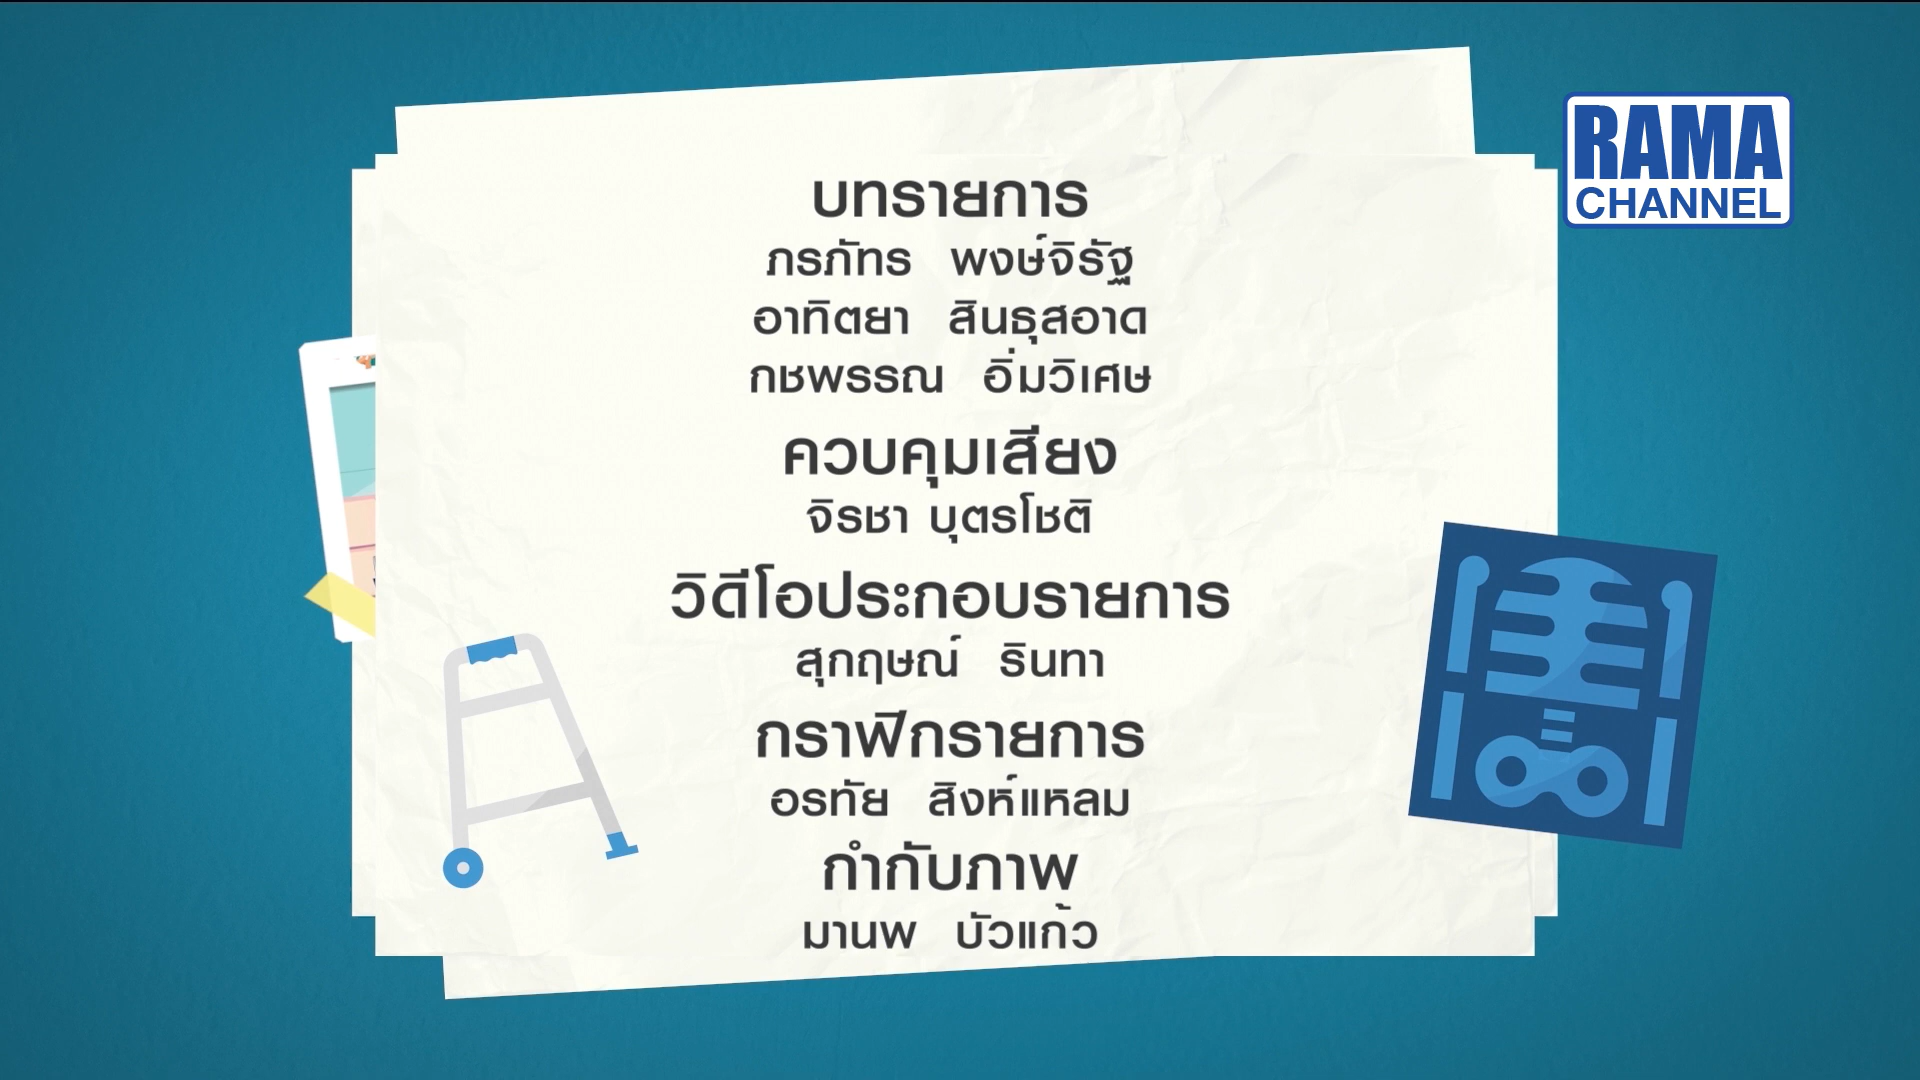 RAMA
CHANNEL
บทรายการ
ภรภัทร พงษ์จิรัฐ
อาทิตยา สินธุสอาด
กชพรรณ อิ่มวิเศษ
ควบคุมเสียง
จิรชา บุตรโชติ
วิดีโอประกอบรายการ
สุกฤษณ์ รินทา
กราฟิกรายการ
อรทัย สิงห์แหลม
กำกับภาพ
มานพ บัวแก้ว